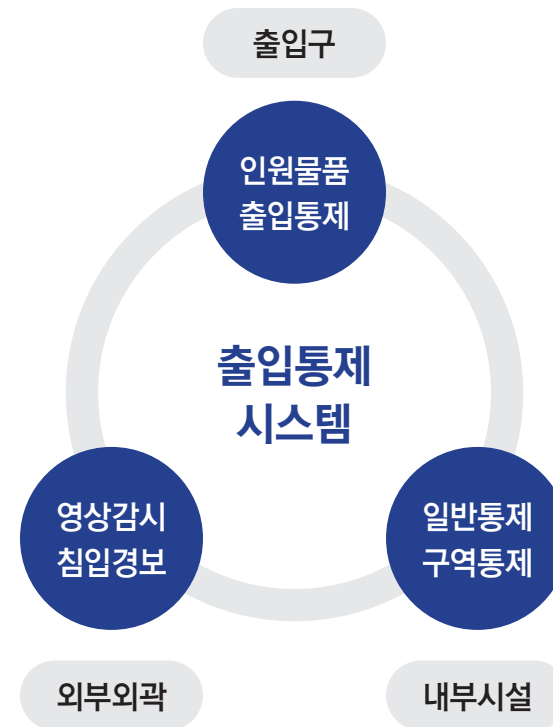 출입구
인원물품
출입통제
출입통제
시스템
영상감시
침입경보
일반통제
구역통제
외부외곽
내부시설